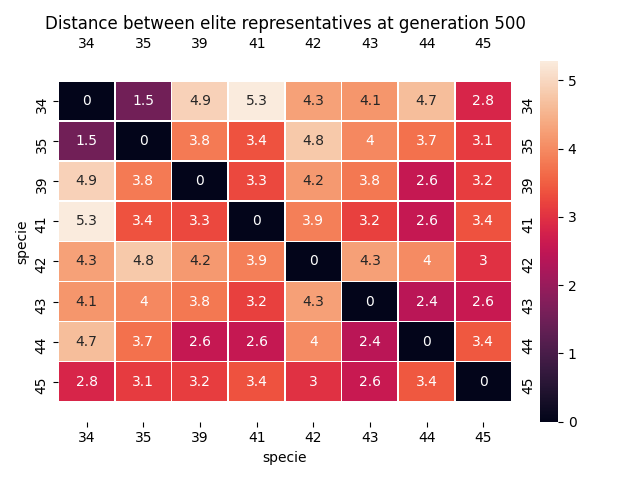 Distance between elite representatives at generation 500
34 35 39 41 42 43 44 45
34 0 1.5 4.9 5.3 4.3 4.1 4.7 2.8 34
35 1.5 0 3.8 3.4 4.8 4 3.7 3.1 35
39 4.9 3.8 0 3.3 4.2 3.8 2.6 3.2 39
41 5.3 3.4 3.3 0 3.9 3.2 2.6 3.4 41
42 4.3 4.8 4.2 3.9 0 4.3 4 3 42
43 4.1 4 3.8 3.2 4.3 0 2.4 2.6 43
44 4.7 3.7 2.6 2.6 4 2.4 0 3.4 44
45 2.8 3.1 3.2 3.4 3 2.6 3.4 0 45
34 35 39 41 42 43 44 45
specie
specie
5
4
3
2
1
0